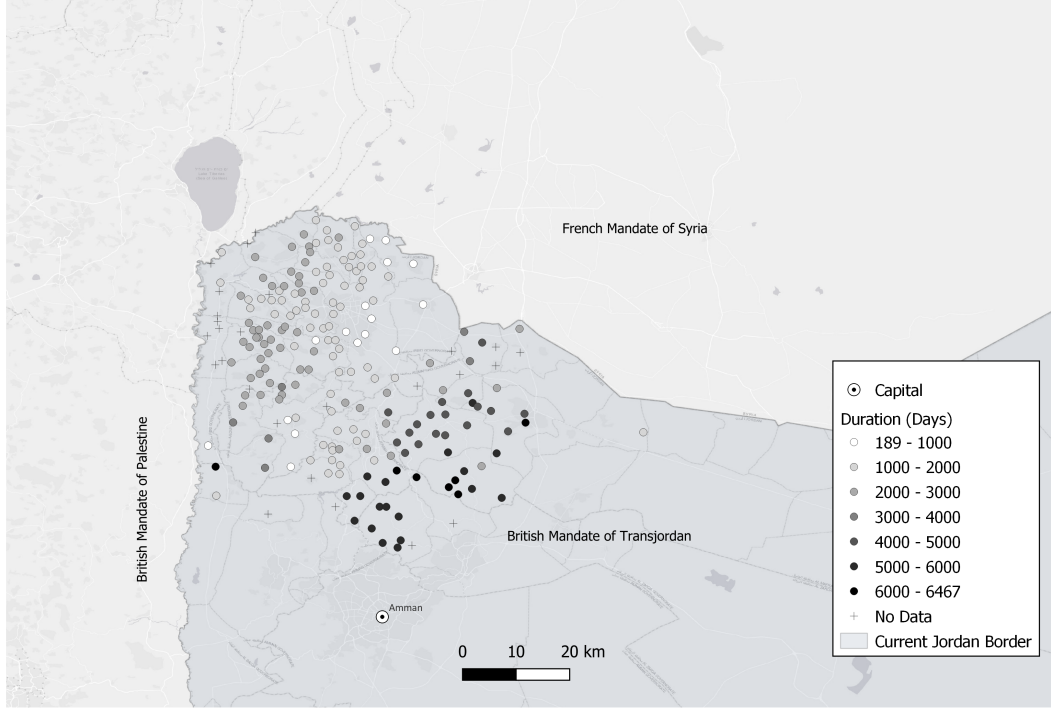 French Mandate of Syria
British Mandate of Palestine
British Mandate of Transjordan
Amman
0 10 20 km
Capital
Duration (Days)
189 - 1000
1000 - 2000
2000 - 3000
3000 - 4000
4000 - 5000
5000 - 6000
6000 - 6467
No Data
Current Jordan Border